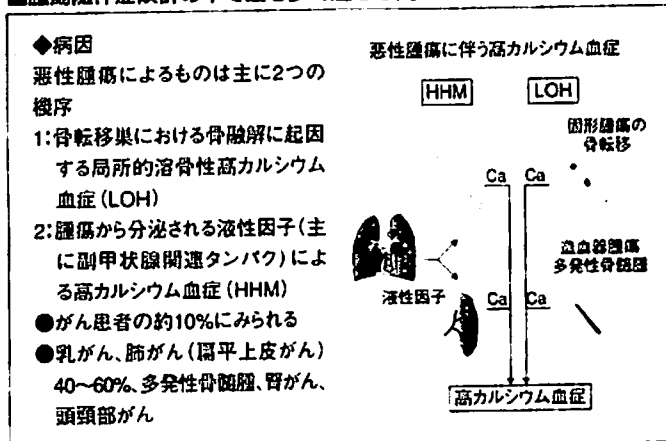 ◆病因
悪性腫瘍によるものは主に2つの
機序
1:骨転移巣における骨融解に起因
する局所的溶骨性高カルシウム
血症(LOH)
2:腫瘍から分泌される液性因子(主
に副甲状腺関連タンパク)によ
る高カルシウム血症(HHM)
●がん患者の約10%にみられる
●乳がん、肺がん(扁平上皮がん)
40~60%、多発性骨髄腫、腎がん、
頭頸部がん
悪性腫瘍に伴う高カルシウム血症
HHM LOH
固形腫瘍の
骨転移
Ca Ca
造血器腫瘍
多発性骨髄腫
液性因子
Ca Ca
高カルシウム血症